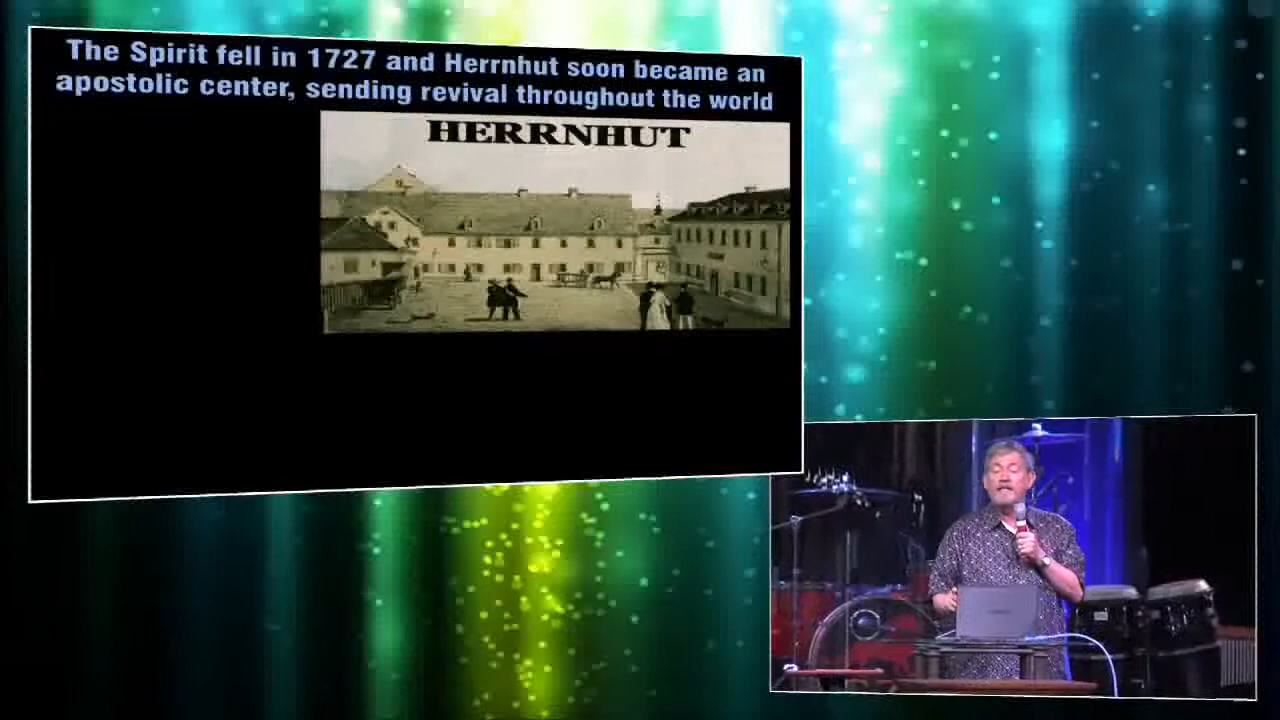 The Spirit fell in 1727 and Herrnhut soon became an
apostolic center, sending revival throughout the world
HERRNHUT